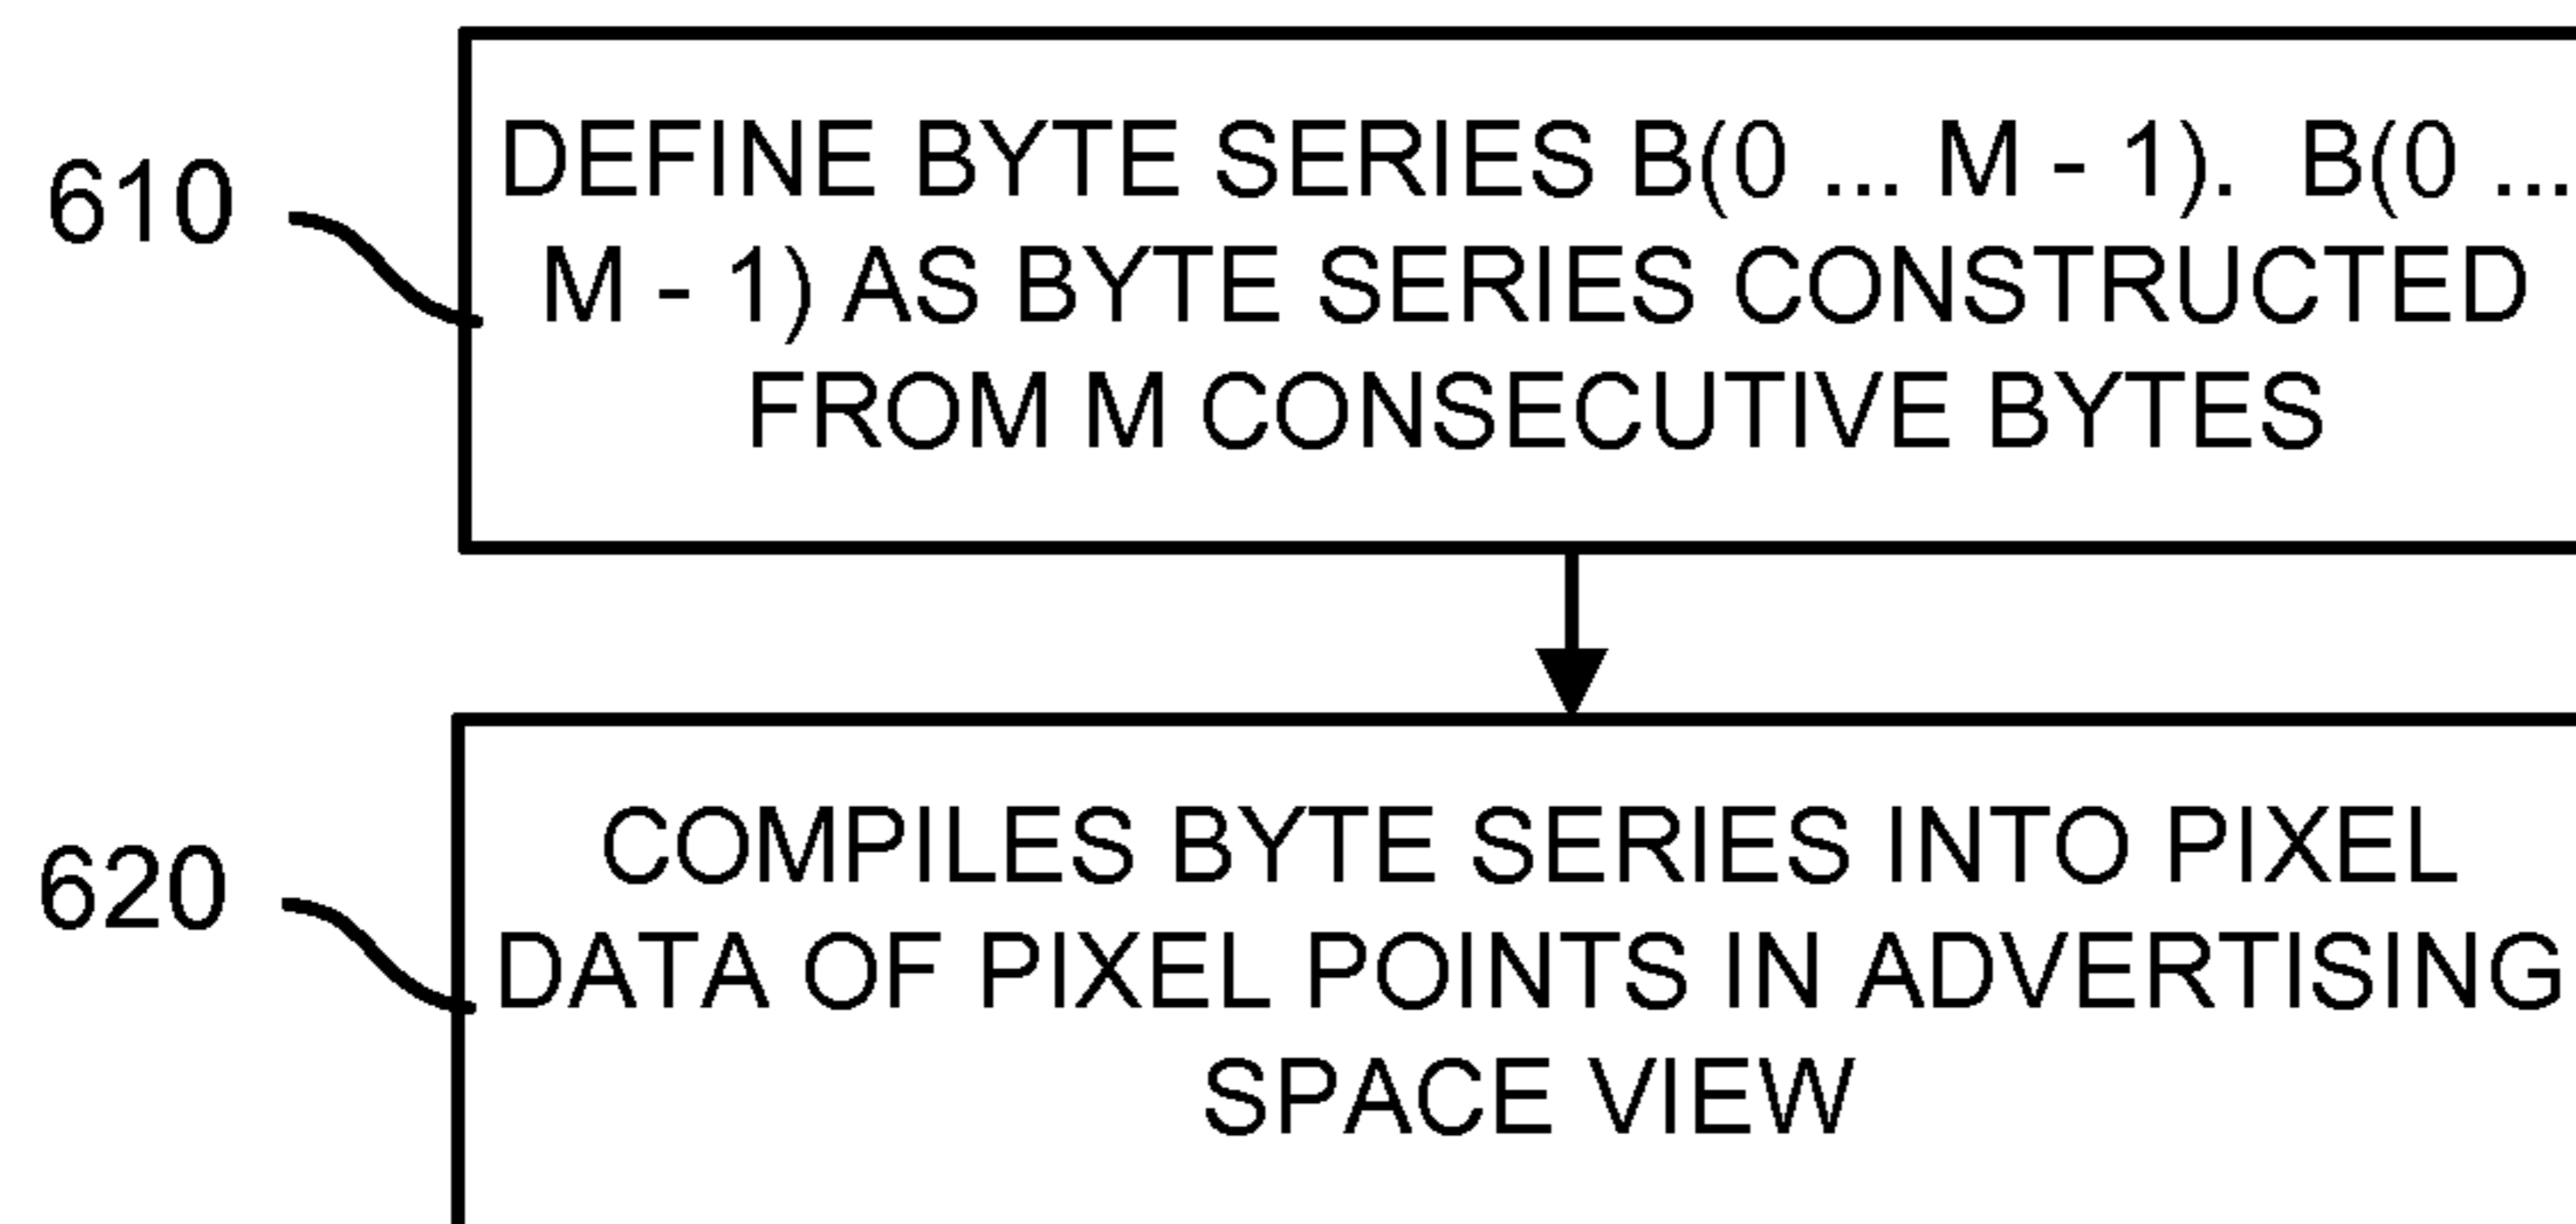 610
DEFINE BYTE SERIES B(0 ... M - 1).  B(0 ...
M - 1) AS BYTE SERIES CONSTRUCTED
FROM M CONSECUTIVE BYTES
620
COMPILES BYTE SERIES INTO PIXEL
DATA OF PIXEL POINTS IN ADVERTISING
SPACE VIEW